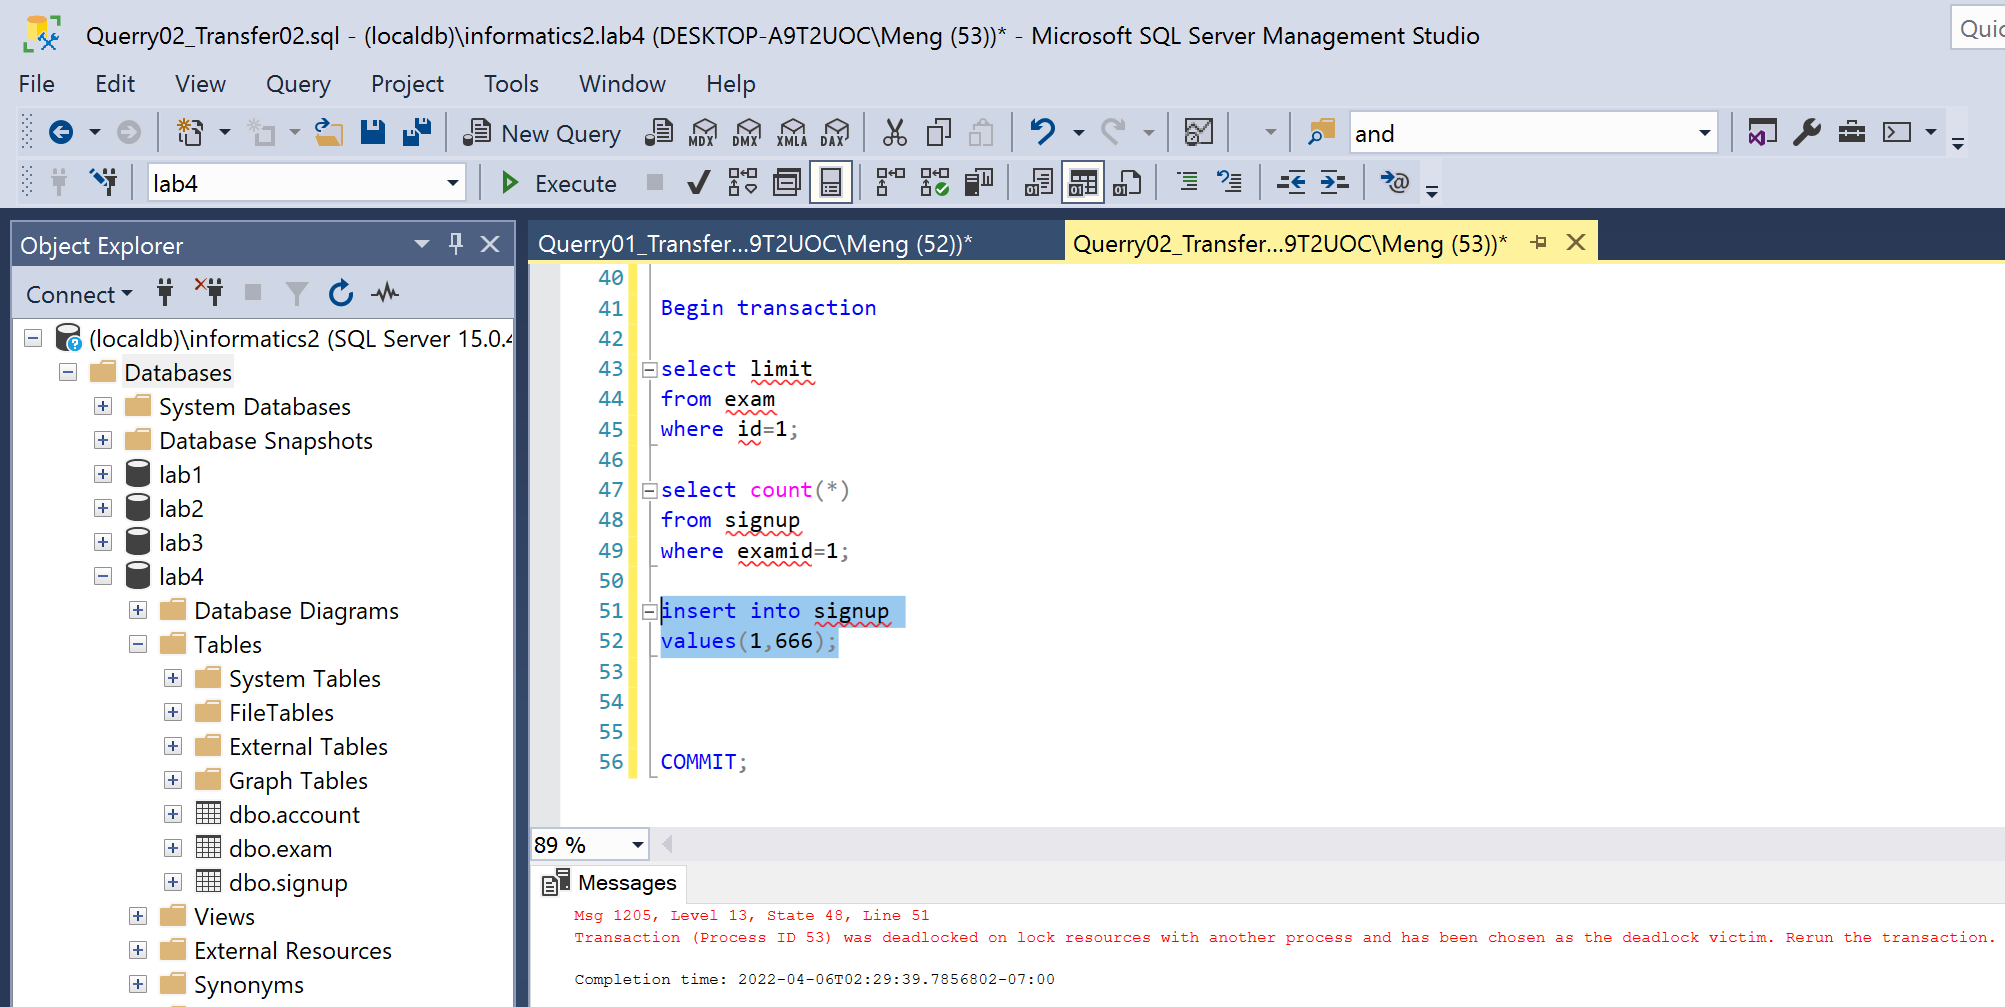 Querry02_Transfer02.sql - (localdb)\informatics2.lab4 (DESKTOP-A9T2UOC\Meng (53))* - Microsoft SQL Server Management Studio
File Edit View Query Project Tools Window Help
New Query MDX DMX XMLA DAX and
lab4 Execute
Object Explorer
Connect
(localdb)\informatics2 (SQL Server 15.0.4
Databases
System Databases
Database Snapshots
lab1
lab2
lab3
lab4
Database Diagrams
Tables
System Tables
FileTables
External Tables
Graph Tables
dbo.account
dbo.exam
dbo.signup
Views
External Resources
Synonyms
Querry01_Transfer...9T2UOC\Meng (52))* Querry02_Transfer...9T2UOC\Meng (53))*
40
41 Begin transaction
42
43 select limit
44 from exam
45 where id=1;
46
47 select count(*)
48 from signup
49 where examid=1;
50
51 insert into signup
52 values(1,666);
53
54
55
56 COMMIT;
89 %
Messages
Msg 1205, Level 13, State 48, Line 51
Transaction (Process ID 53) was deadlocked on lock resources with another process and has been chosen as the deadlock victim. Rerun the transaction.
Completion time: 2022-04-06T02:29:39.7856802-07:00